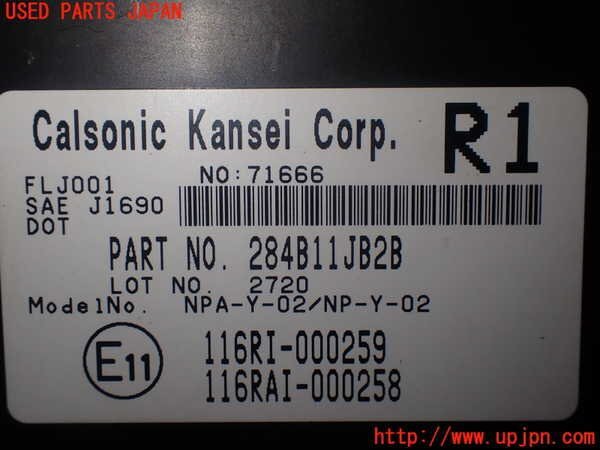 USED PARTS JAPAN
Calsonic Kansei Corp.
R1
NO:71666
FLJ001
SAE J1690
DOT
PART NO. 284B11JB2B
LOT NO. 2720
ModelNo. NPA-Y-02/NP-Y-02
E11
116RI-000259
116RAI-000258
http://www.upjpn.com